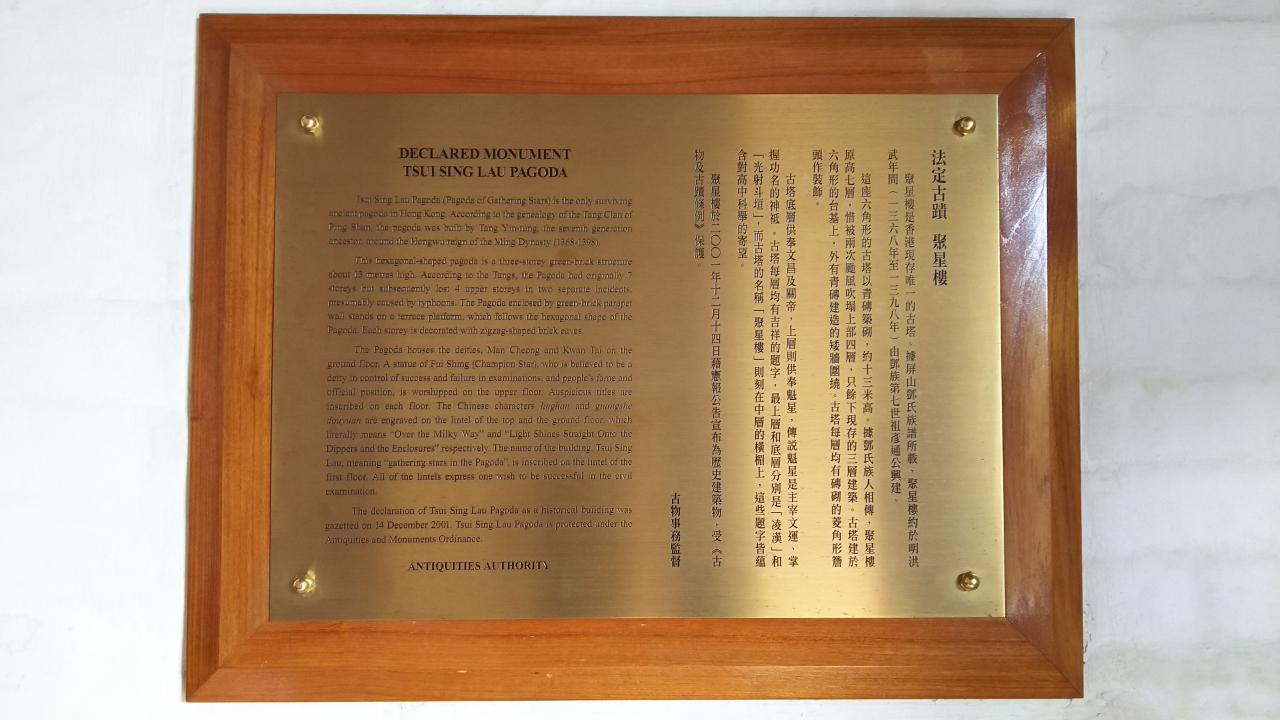 DECLARED MONUMENT
TSUI SING LAU PAGODA
Tsui Sing Lau Pagoda (Pagoda of Gathering Stars) is the only surviving
ancient pagoda in Hong Kong. According to the genealogy of the Tang Clan of
Ping Shan, the pagoda was built by Tang Yin-tung, the seventh generation
ancestor, around the Hongwu reign of the Ming Dynasty (1368-1398).
This hexagonal-shaped pagoda is a three-storey green-brick structure
about 13 metres high. According to the Tangs, the Pagoda had originally 7
storeys but subsequently lost 4 upper storeys in two separate incidents,
presumably caused by typhoons. The Pagoda enclosed by green-brick parapet
wall stands on a terrace platform, which follows the hexagonal shape of the
Pagoda. Each storey is decorated with zigzag-shaped brick eaves.
The Pagoda houses the deities, Man Cheong and Kwan Tai on the
ground floor. A statue of Fui Shing (Champion Star), who is believed to be a
deity in control of success and failure in examinations, and people's fame and
official position, is worshipped on the upper floor. Auspicious titles are
inscribed on each floor. The Chinese characters linghan and guangshe
douyuan are engraved on the lintel of the top and the ground floor, which
literally means “Over the Milky Way” and “Light Shines Straight Onto the
Dippers and the Enclosures” respectively. The name of the building, Tsui Sing
Lau, meaning “gathering stars in the Pagoda”, is inscribed on the lintel of the
first floor. All of the lintels express one wish to be successful in the civil
examination.
The declaration of Tsui Sing Lau Pagoda as a historical building was
gazetted on 14 December 2001. Tsui Sing Lau Pagoda is protected under the
Antiquities and Monuments Ordinance.
ANTIQUITIES AUTHORITY
法定古蹟 聚星樓
聚星樓是香港現存唯一的古塔。據屏山鄧氏族譜所載，聚星樓約於明洪
武年間（一三六八年至一三九八年）由鄧族第七世祖彥通公興建。
這座六角形的古塔以青磚築砌，約十三米高。據鄧氏族人相傳，聚星樓
原高七層，惜被兩次颱風吹塌上部四層，只餘下現存的三層建築。古塔建於
六角形的台基上，外有青磚建造的矮牆圍繞。古塔每層均有磚砌的菱角形簷
頭作裝飾。
古塔底層供奉文昌及關帝，上層則供奉魁星，傳說魁星是主宰文運、掌
握功名的神祇。古塔每層均有吉祥的題字，最上層和底層分別是「凌漢」和
「光射斗垣」，而古塔的名稱「聚星樓」則刻在中層的橫楣上，這些題字皆蘊
含對高中科舉的寄望。
聚星樓於二〇〇一年十二月十四日藉憲報公告宣布為歷史建築物，受《古
物及古蹟條例》保護。
古物事務監督